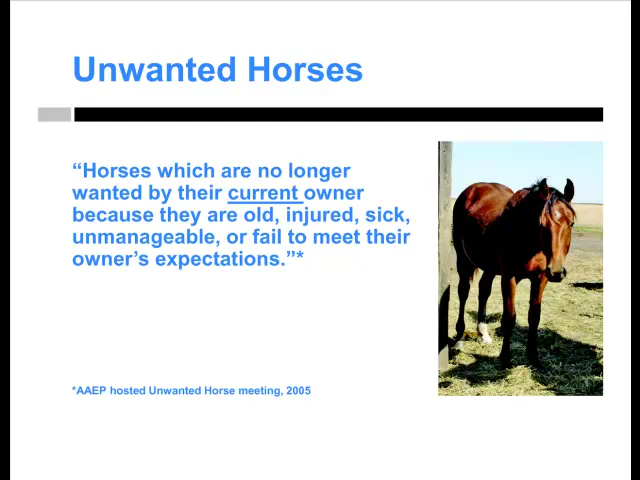 Unwanted Horses
“Horses which are no longer
wanted by their current owner
because they are old, injured, sick,
unmanageable, or fail to meet their
owner’s expectations.”*
*AAEP hosted Unwanted Horse meeting, 2005